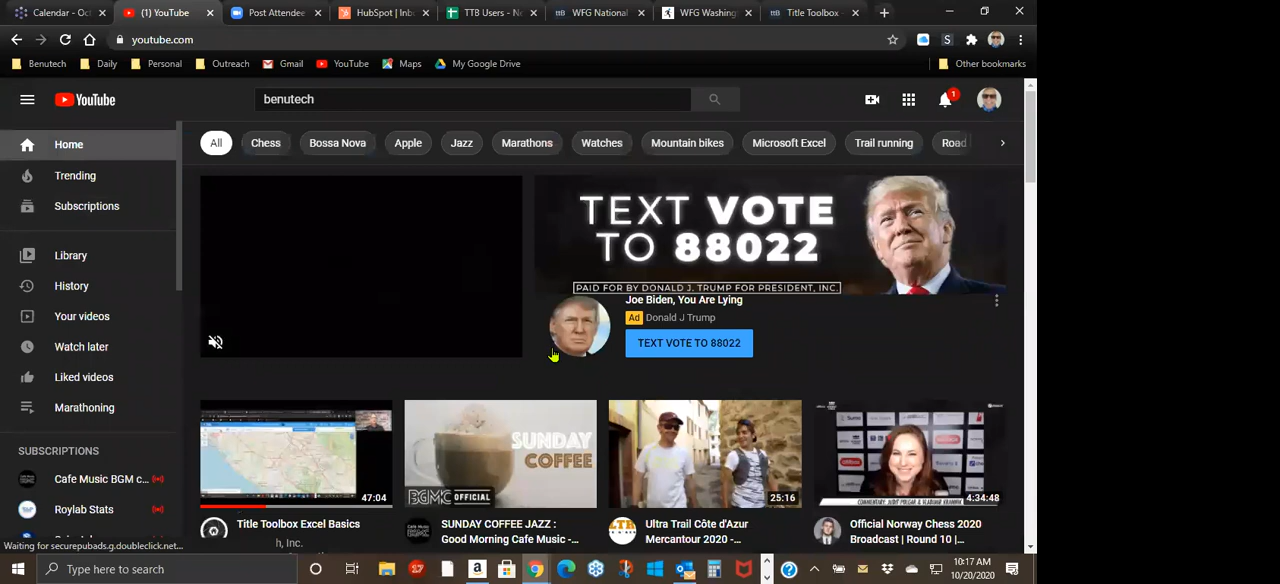 Calendar - Oct
(1) YouTube
Post Attendee
HubSpot | Inb
TTB Users - Ne
WFG National
WFG Washing
Title Toolbox -
youtube.com
Benutech
Daily
Personal
Outreach
Gmail
YouTube
Maps
My Google Drive
Other bookmarks
YouTube
benutech
1
Home
Trending
Subscriptions
Library
History
Your videos
Watch later
Liked videos
Marathoning
SUBSCRIPTIONS
Cafe Music BGM c...
Roylab Stats
All
Chess
Bossa Nova
Apple
Jazz
Marathons
Watches
Mountain bikes
Microsoft Excel
Trail running
Road
TEXT VOTE
TO 88022
PAID FOR BY DONALD J. TRUMP FOR PRESIDENT, INC.
Joe Biden, You Are Lying
Ad Donald J Trump
TEXT VOTE TO 88022
47:04
SUNDAY
COFFEE
BGMC OFFICIAL
25:16
4:34:48
Title Toolbox Excel Basics
h, Inc.
SUNDAY COFFEE JAZZ :
Good Morning Cafe Music -...
Ultra Trail Côte d'Azur
Mercantour 2020 -...
Official Norway Chess 2020
Broadcast | Round 10 |...
Waiting for securepubads.g.doubleclick.net...
Type here to search
10:17 AM
10/20/2020